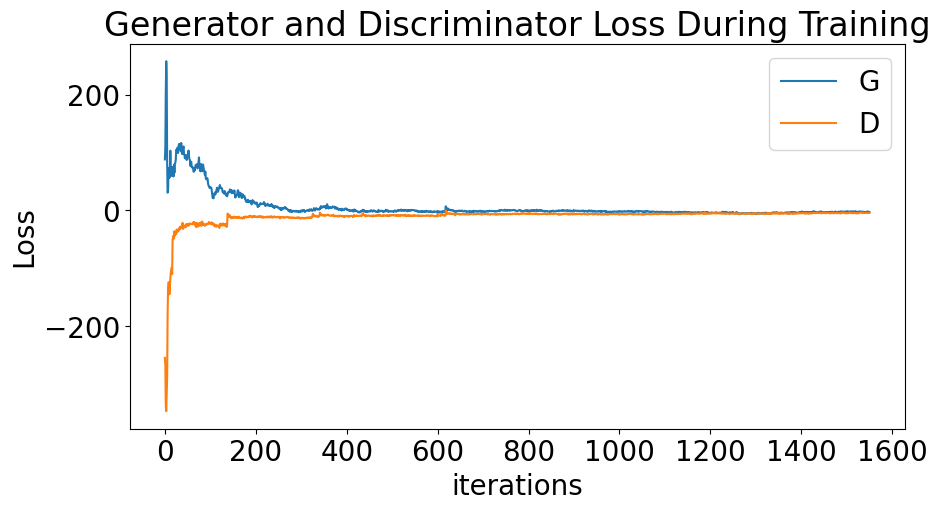 Generator and Discriminator Loss During Training
G
D
200
0
−200
Loss
0 200 400 600 800 1000 1200 1400 1600
iterations